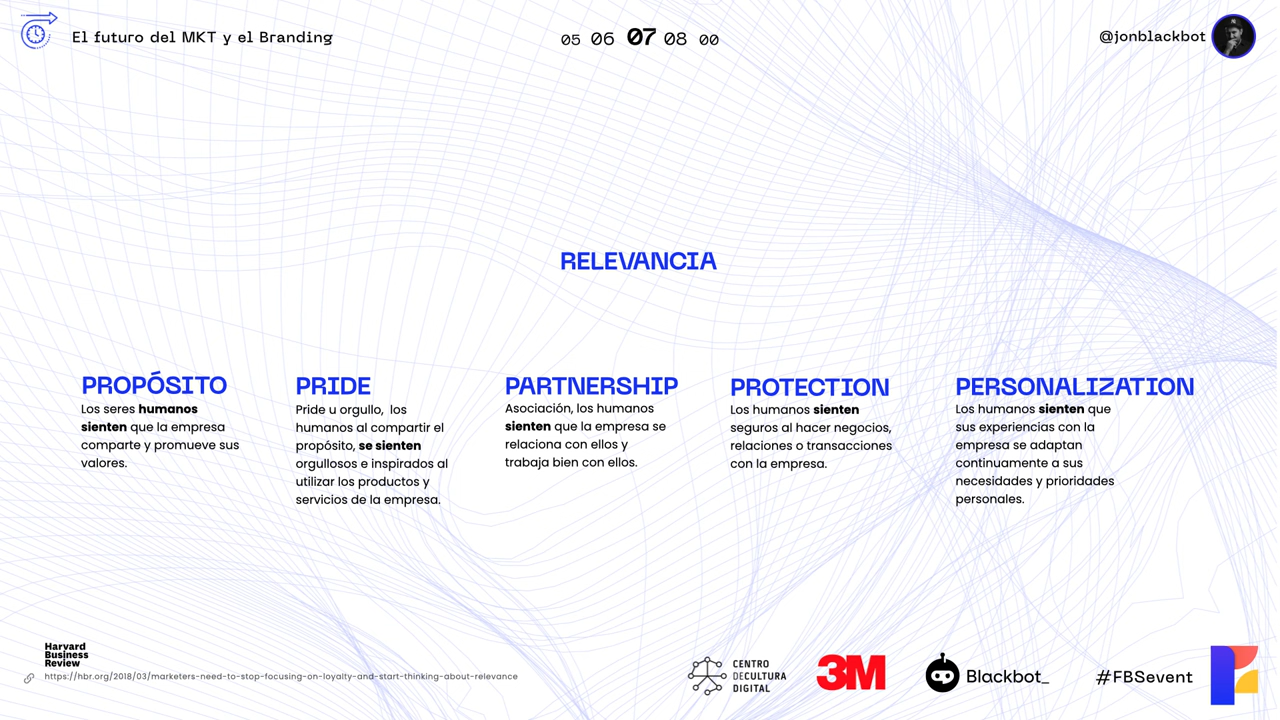 El futuro del MKT y el Branding
05 06 07 08 00
@jonblackbot
RELEVANCIA
PROPÓSITO
Los seres humanos
sienten que la empresa
comparte y promueve sus
valores.
PRIDE
Pride u orgullo, los
humanos al compartir el
propósito, se sienten
orgullosos e inspirados al
utilizar los productos y
servicios de la empresa.
PARTNERSHIP
Asociación, los humanos
sienten que la empresa se
relaciona con ellos y
trabaja bien con ellos.
PROTECTION
Los humanos sienten
seguros al hacer negocios,
relaciones o transacciones
con la empresa.
PERSONALIZATION
Los humanos sienten que
sus experiencias con la
empresa se adaptan
continuamente a sus
necesidades y prioridades
personales.
Harvard
Business
Review
https://hbr.org/2018/03/marketers-need-to-stop-focusing-on-loyalty-and-start-thinking-about-relevance
CENTRO
DECULTURA
DIGITAL
3M
Blackbot_
#FBSevent